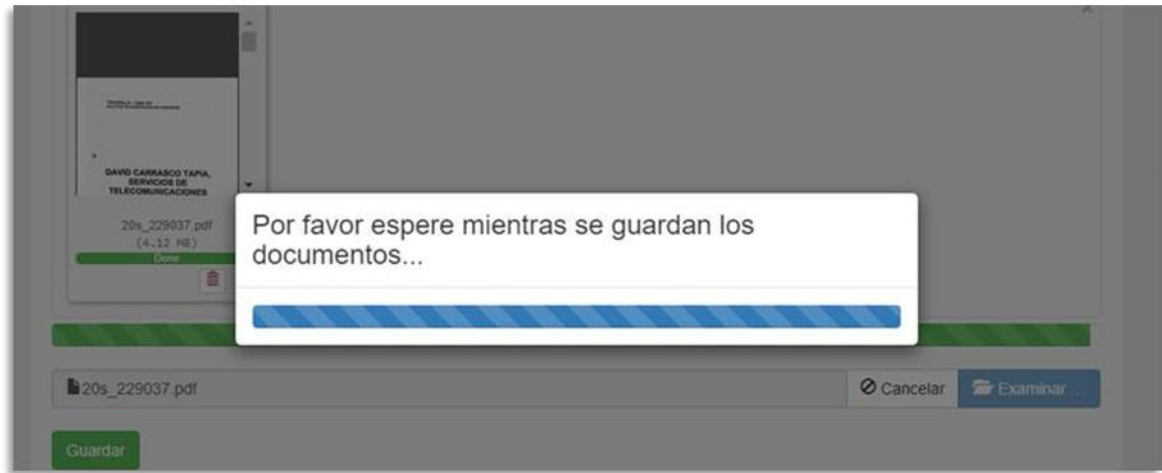 DAVID CARRASCO TAPIA,
SERVICIOS DE
TELECOMUNICACIONES
20s_229037.pdf
(4.12 MB)
Done
Por favor espere mientras se guardan los
documentos...
20s_229037.pdf Cancelar Examinar ...
Guardar